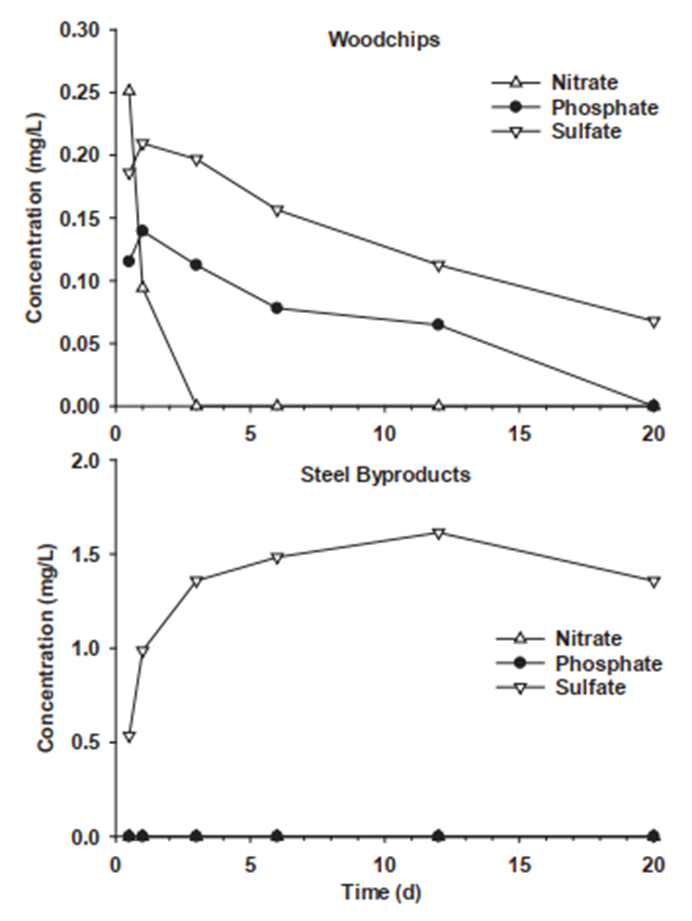 Woodchips
0.30
0.25
0.20
0.15
0.10
0.05
0.00
Concentration (mg/L)
Nitrate
Phosphate
Sulfate
0 5 10 15 20
Steel Byproducts
2.0
1.5
1.0
0.5
0.0
Concentration (mg/L)
Nitrate
Phosphate
Sulfate
0 5 10 15 20
Time (d)